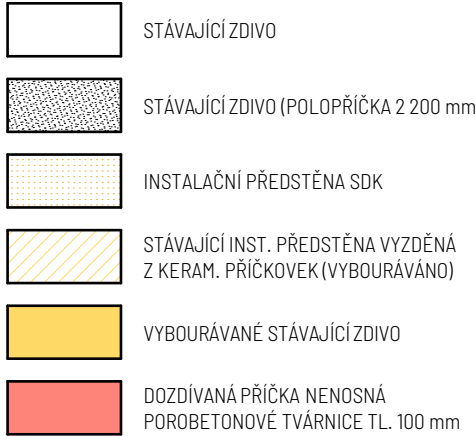 STÁVAJÍCÍ ZDIVO
STÁVAJÍCÍ ZDIVO (POLOPŘÍČKA 2 200 mm
INSTALAČNÍ PŘEDSTĚNA SDK
STÁVAJÍCÍ INST. PŘEDSTĚNA VYZDĚNÁ
Z KERAM. PŘÍČKOVEK (VYBOURÁVÁNO)
VYBOURÁVANÉ STÁVAJÍCÍ ZDIVO
DOZDÍVANÁ PŘÍČKA NENOSNÁ
POROBETONOVÉ TVÁRNICE TL. 100 mm